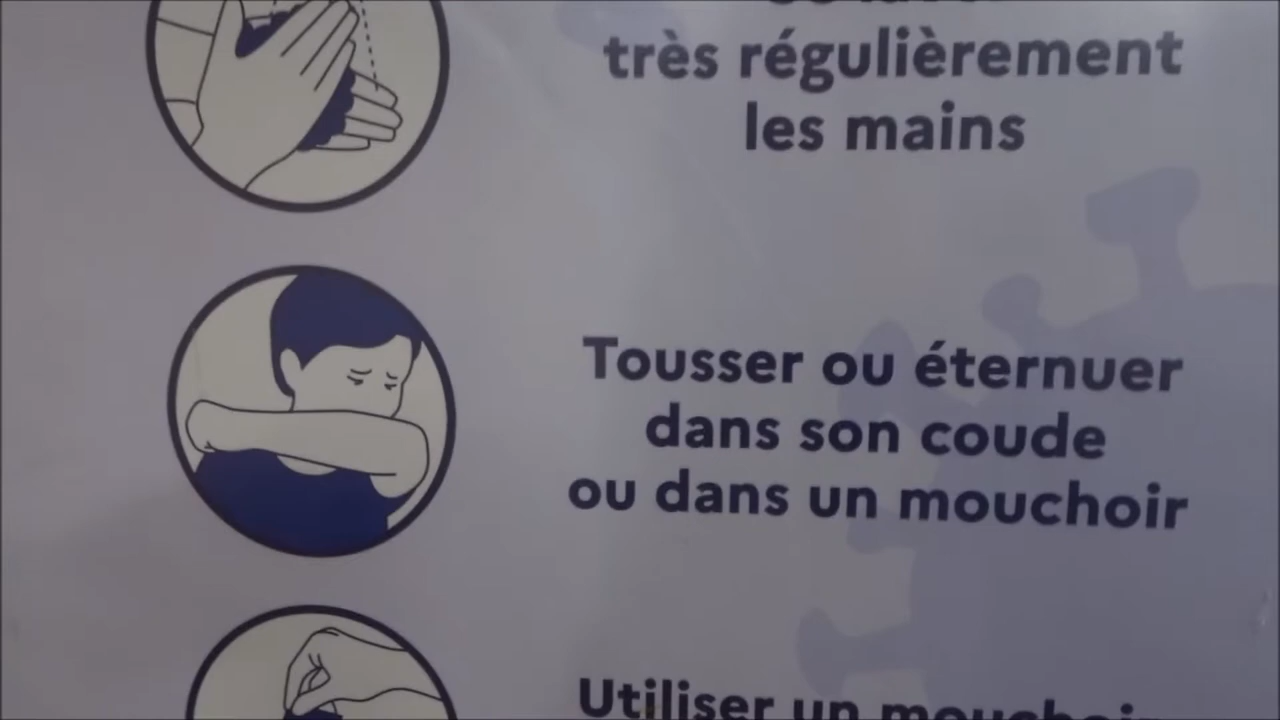 très régulièrement
les mains
Tousser ou éternuer
dans son coude
ou dans un mouchoir
Utiliser un mouchoir